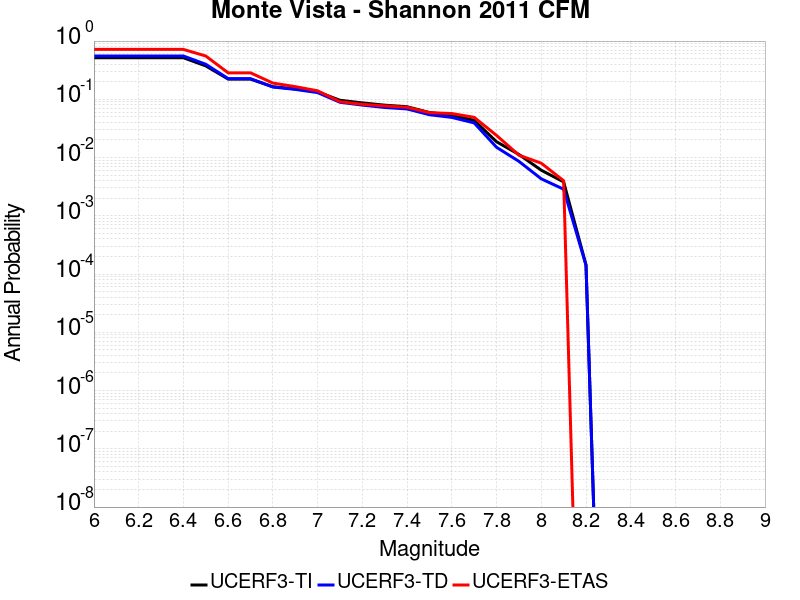 Monte Vista - Shannon 2011 CFM
10^0
10^-1
10^-2
10^-3
10^-4
10^-5
10^-6
10^-7
10^-8
Annual Probability
6 6.2 6.4 6.6 6.8 7 7.2 7.4 7.6 7.8 8 8.2 8.4 8.6 8.8 9
Magnitude
UCERF3-TI UCERF3-TD UCERF3-ETAS